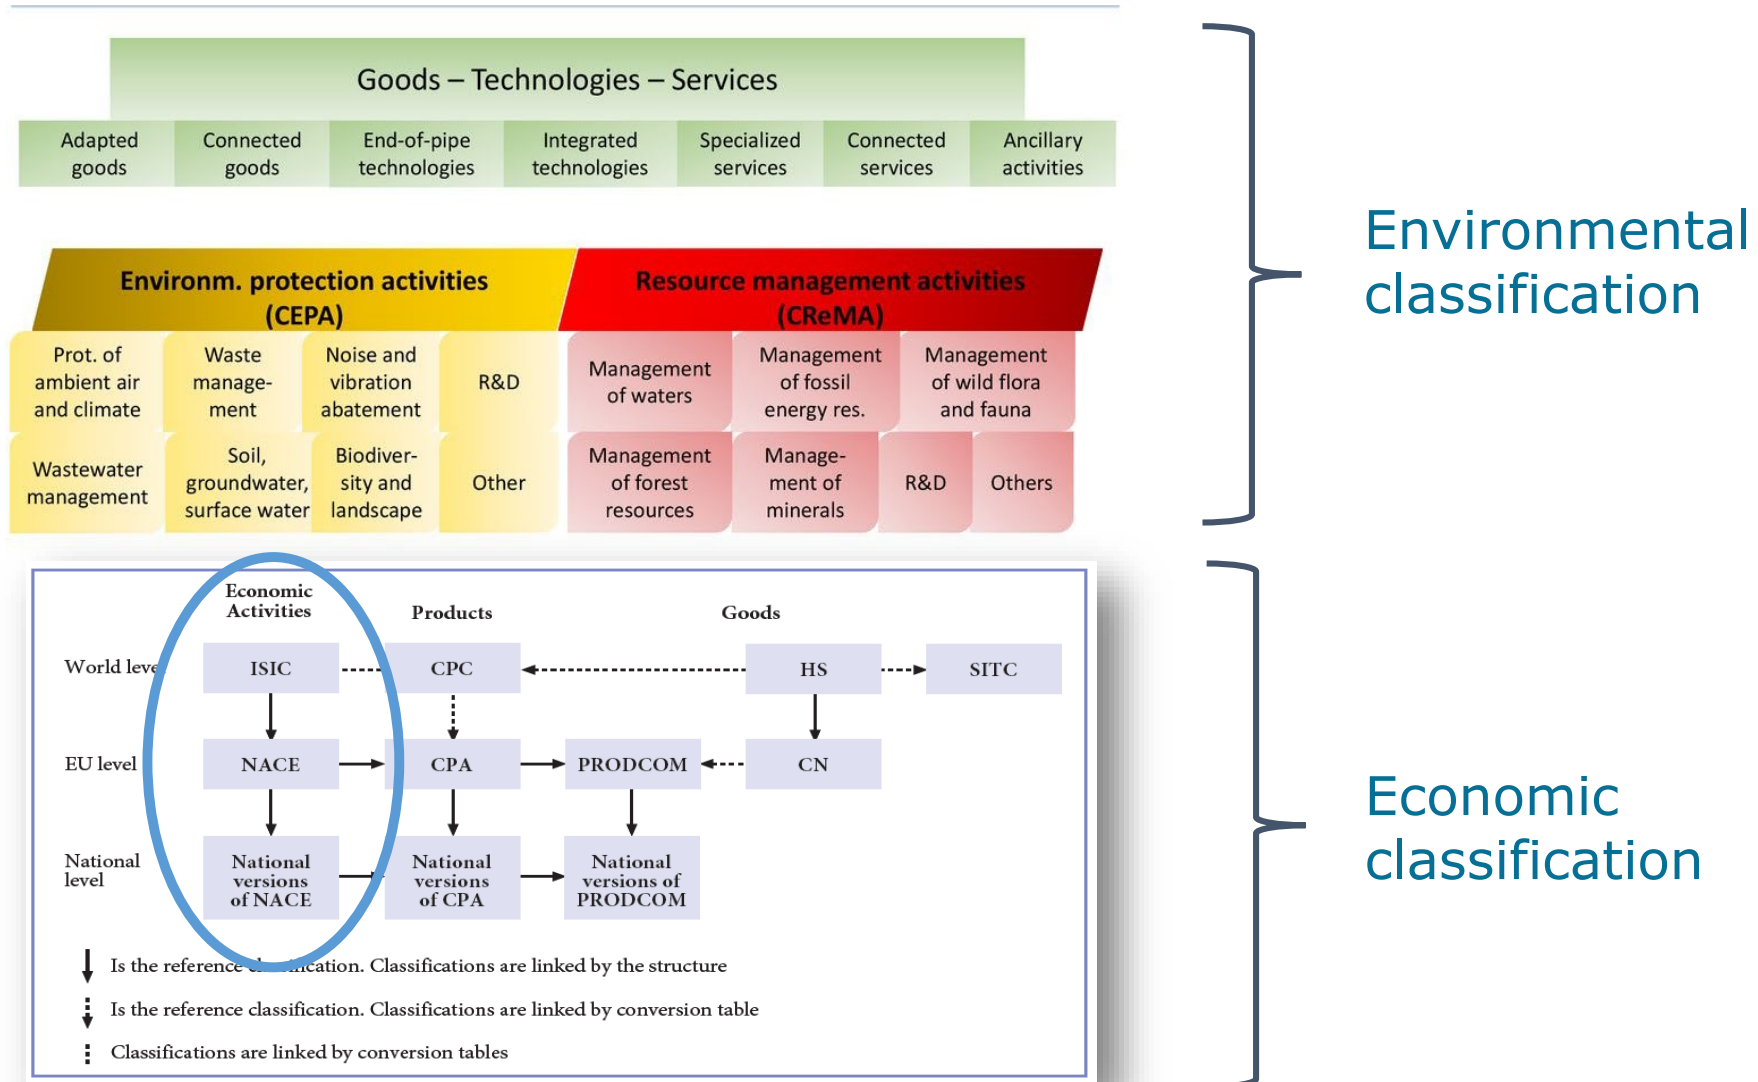 Goods – Technologies – Services
Adapted
goods
Connected
goods
End-of-pipe
technologies
Integrated
technologies
Specialized
services
Connected
services
Ancillary
activities
Environmental
classification
Environm. protection activities
(CEPA)
Resource management activities
(CReMA)
Prot. of
ambient air
and climate
Waste
manage-
ment
Noise and
vibration
abatement
R&D
Management
of waters
Management
of fossil
energy res.
Management
of wild flora
and fauna
Wastewater
management
Soil,
groundwater,
surface water
Biodiver-
sity and
landscape
Other
Management
of forest
resources
Manage-
ment of
minerals
R&D
Others
Economic
Activities
Products
Goods
World level
ISIC
CPC
HS
SITC
EU level
NACE
CPA
PRODCOM
CN
Economic
classification
National
level
National
versions
of NACE
National
versions
of CPA
National
versions of
PRODCOM
Is the reference classification. Classifications are linked by the structure
Is the reference classification. Classifications are linked by conversion table
Classifications are linked by conversion tables